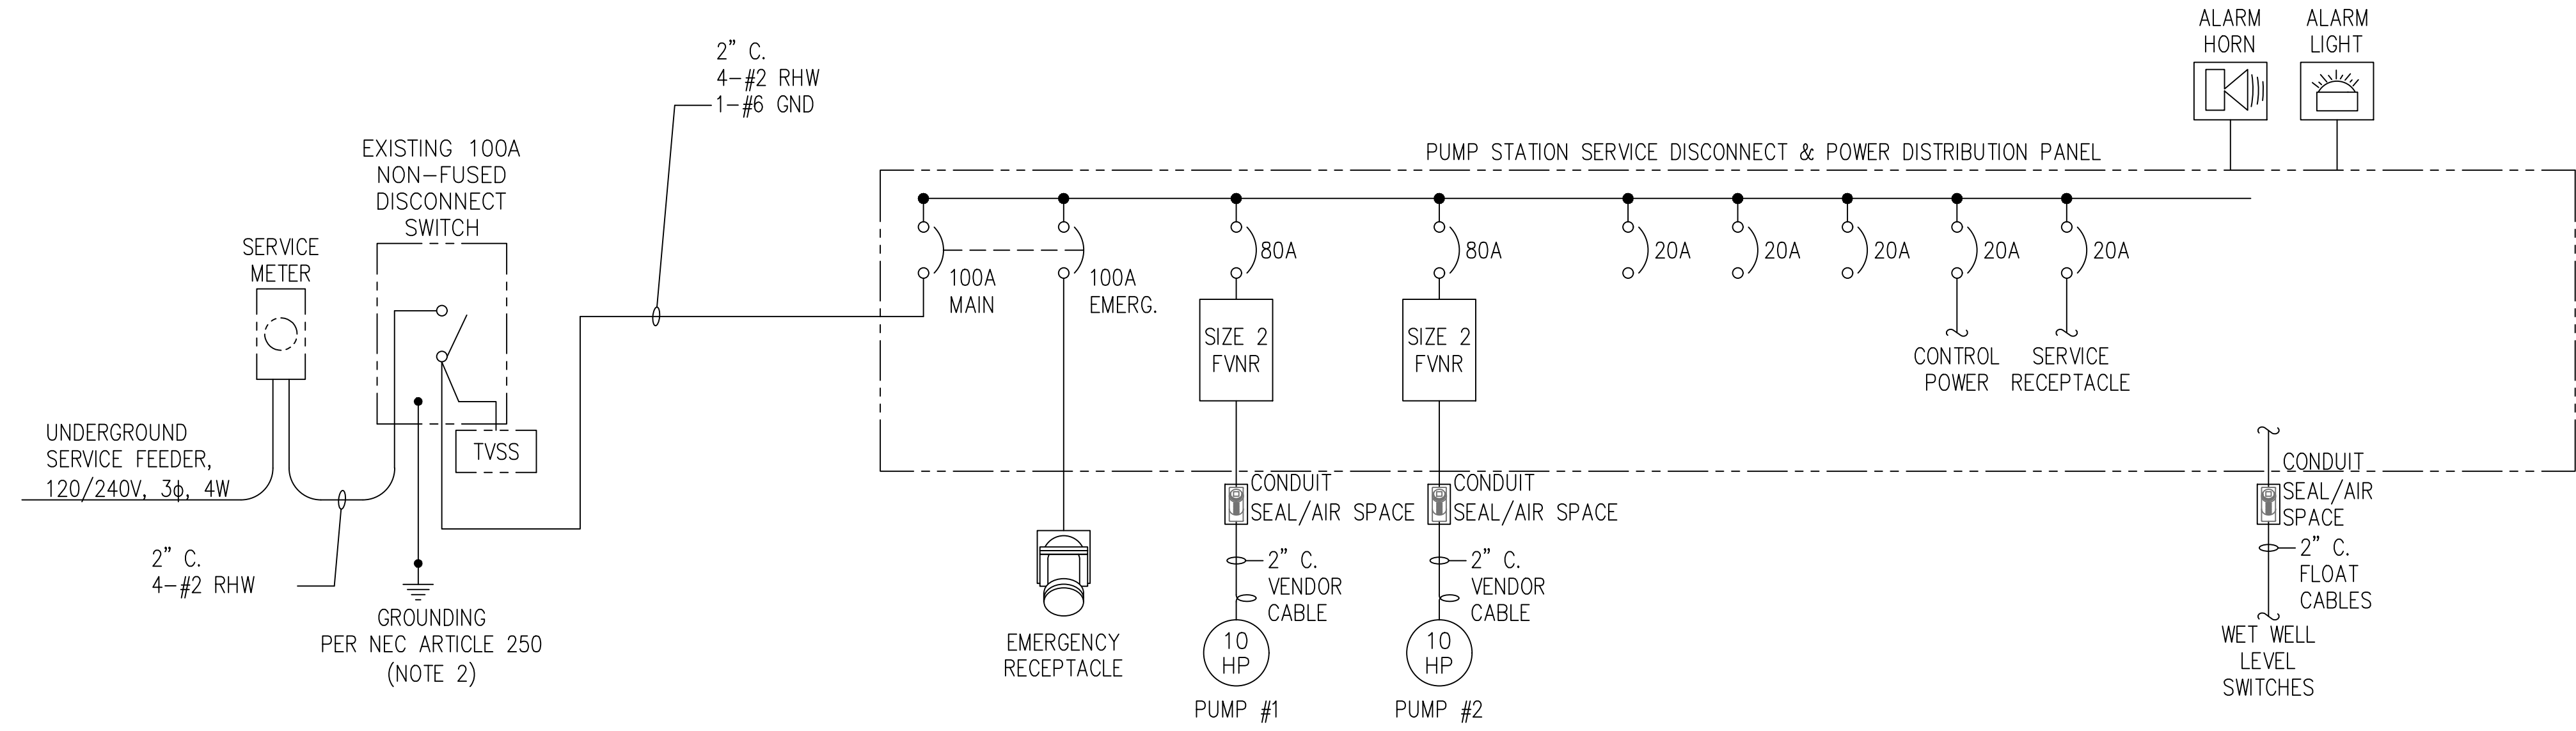 ALARM
HORN
ALARM
LIGHT
2" C.
4-#2 RHW
1-#6 GND
EXISTING 100A
NON-FUSED
DISCONNECT
SWITCH
PUMP STATION SERVICE DISCONNECT & POWER DISTRIBUTION PANEL
SERVICE
METER
100A
MAIN
100A
EMERG.
80A
80A
20A
20A
20A
20A
20A
SIZE 2
FVNR
SIZE 2
FVNR
CONTROL
POWER
SERVICE
RECEPTACLE
UNDERGROUND
SERVICE FEEDER,
120/240V, 3ϕ, 4W
TVSS
2" C.
4-#2 RHW
GROUNDING
PER NEC ARTICLE 250
(NOTE 2)
EMERGENCY
RECEPTACLE
CONDUIT
SEAL/AIR SPACE
2" C.
VENDOR
CABLE
10
HP
PUMP #1
CONDUIT
SEAL/AIR SPACE
2" C.
VENDOR
CABLE
10
HP
PUMP #2
CONDUIT
SEAL/AIR
SPACE
2" C.
FLOAT
CABLES
WET WELL
LEVEL
SWITCHES